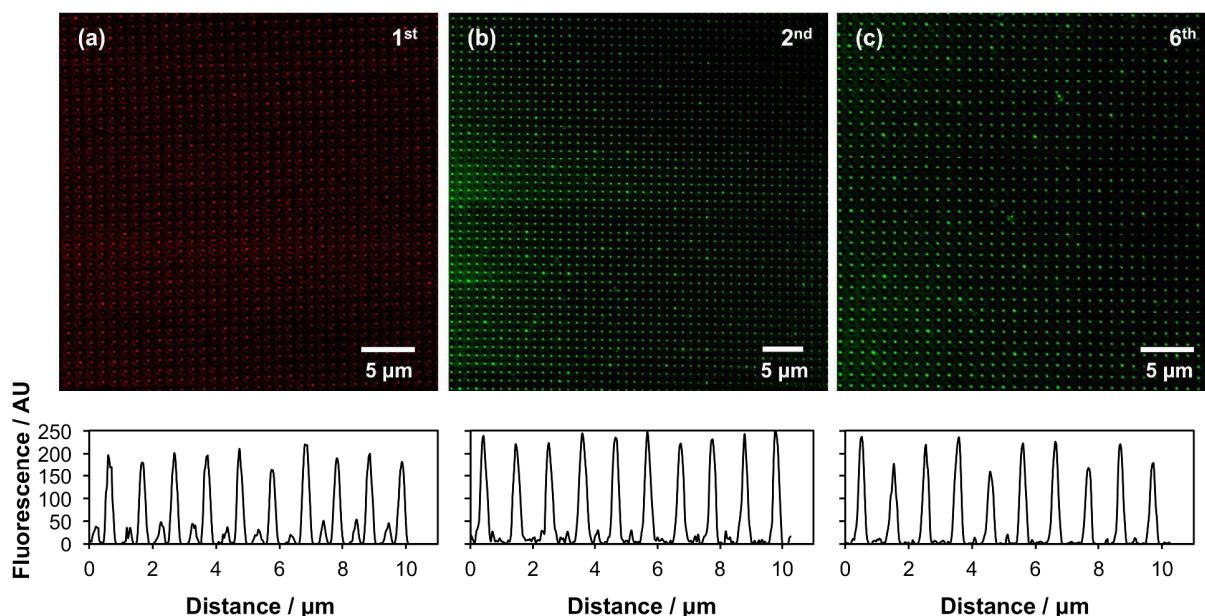 (a) 1st
(b) 2nd
(c) 6th
5 µm
5 µm
5 µm
Fluorescence / AU
250
200
150
100
50
0
0 2 4 6 8 10
0 2 4 6 8 10
0 2 4 6 8 10
Distance / µm
Distance / µm
Distance / µm